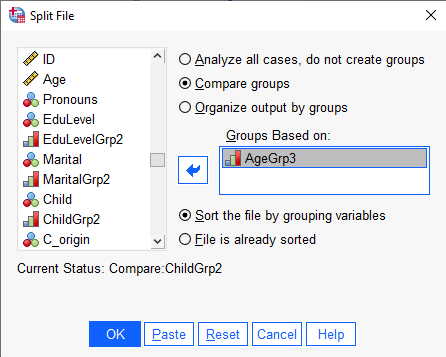 Split File
ID
Age
Pronouns
EduLevel
EduLevelGrp2
Marital
MaritalGrp2
Child
ChildGrp2
C_origin
Analyze all cases, do not create groups
Compare groups
Organize output by groups
Groups Based on:
AgeGrp3
Sort the file by grouping variables
File is already sorted
Current Status: Compare:ChildGrp2
OK Paste Reset Cancel Help